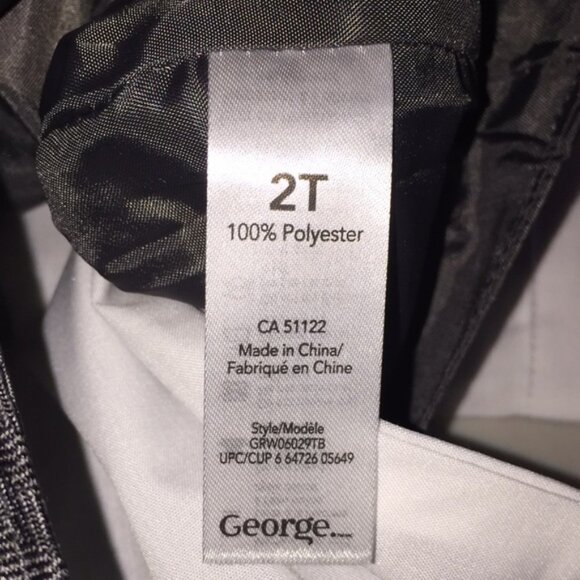 2T
100% Polyester
CA 51122
Made in China/
Fabriqué en Chine
Style/Modèle
GRW06029TB
UPC/CUP 6 64726 05649
George.